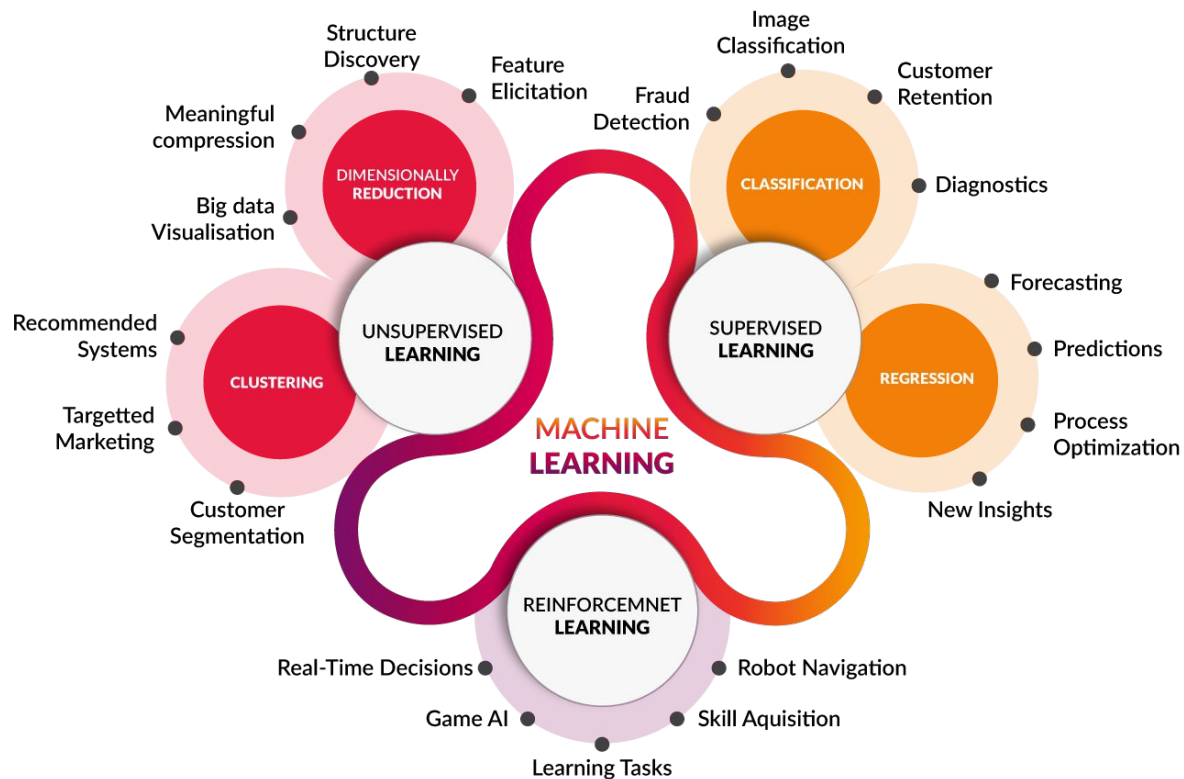 Structure
Discovery
Feature
Elicitation
Meaningful
compression
Big data
Visualisation
DIMENSIONALLY
REDUCTION
Recommended
Systems
Targetted
Marketing
Customer
Segmentation
CLUSTERING
UNSUPERVISED
LEARNING
Image
Classification
Customer
Retention
Fraud
Detection
Diagnostics
CLASSIFICATION
SUPERVISED
LEARNING
Forecasting
Predictions
Process
Optimization
New Insights
REGRESSION
MACHINE
LEARNING
REINFORCEMNET
LEARNING
Real-Time Decisions
Game AI
Learning Tasks
Skill Aquisition
Robot Navigation